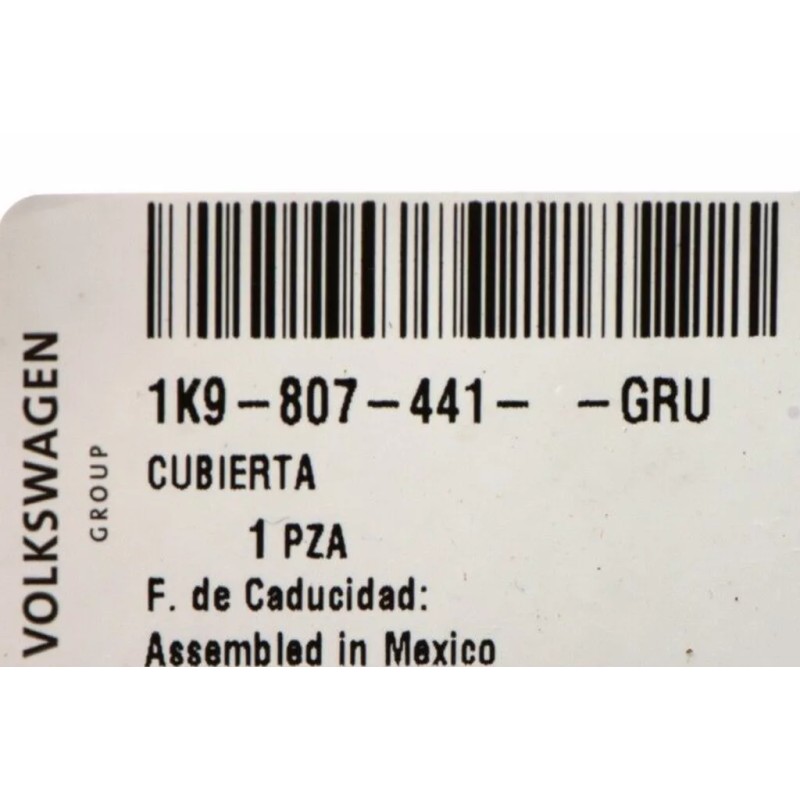 VOLKSWAGEN
GROUP
1K9-807-441- -GRU
CUBIERTA
1 PZA
F. de Caducidad:
Assembled in Mexico